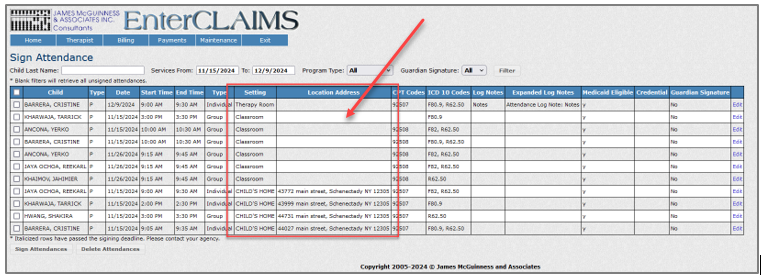 JAMES McGUINNESS
& ASSOCIATES INC.
Consultants
EnterCLAIMS
Home Therapist Billing Payments Maintenance Exit
Sign Attendance
Child Last Name: Services From: 11/15/2024 To: 12/9/2024 Program Type: All Guardian Signature: All Filter
* Blank filters will retrieve all unsigned attendances.
Child Type Date Start Time End Time Type Setting Location Address CPT Codes ICD 10 Codes Log Notes Expanded Log Notes Medicaid Eligible Credential Guardian Signature
BARRERA, CRISTINE P 12/9/2024 9:00 AM 9:30 AM Individual Therapy Room 92507 F80.9, R62.50 Notes Attendance Log Note: Notes y No Edit
KHARWAJA, TARRICK P 11/15/2024 3:00 PM 3:30 PM Group Classroom F80.9 y No Edit
ANCONA, YERKO P 11/15/2024 10:00 AM 10:30 AM Group Classroom 92508 F82, R62.50 y No Edit
BARRERA, CRISTINE P 11/15/2024 10:00 AM 10:30 AM Group Classroom 92508 F80.9, R62.50 y No Edit
ANCONA, YERKO P 11/26/2024 9:15 AM 9:45 AM Group Classroom 92508 F82, R62.50 y No Edit
JAYA OCHOA, REEKARL P 11/26/2024 9:15 AM 9:45 AM Group Classroom 92508 F82, R62.50 y No Edit
KHAIMOV, JAHIMIER P 11/26/2024 9:15 AM 9:45 AM Group Classroom 92508 R62.50 y No Edit
JAYA OCHOA, REEKARL P 11/15/2024 9:00 AM 9:30 AM Individual CHILD'S HOME 43772 main street, Schenectady NY 12305 92507 F82, R62.50 y No Edit
KHARWAJA, TARRICK P 11/15/2024 2:00 PM 2:30 PM Individual CHILD'S HOME 43999 main street, Schenectady NY 12305 92507 F80.9 y No Edit
HWANG, SHAKIRA P 11/15/2024 3:00 PM 3:30 PM Group CHILD'S HOME 44731 main street, Schenectady NY 12305 92508 R62.50 y No Edit
BARRERA, CRISTINE P 11/15/2024 9:05 AM 9:35 AM Individual CHILD'S HOME 44027 main street, Schenectady NY 12305 92507 F80.9, R62.50 y No Edit
* Italicized rows have passed the signing deadline. Please contact your agency.
Sign Attendances Delete Attendances
Copyright 2005-2024 © James McGuinness and Associates